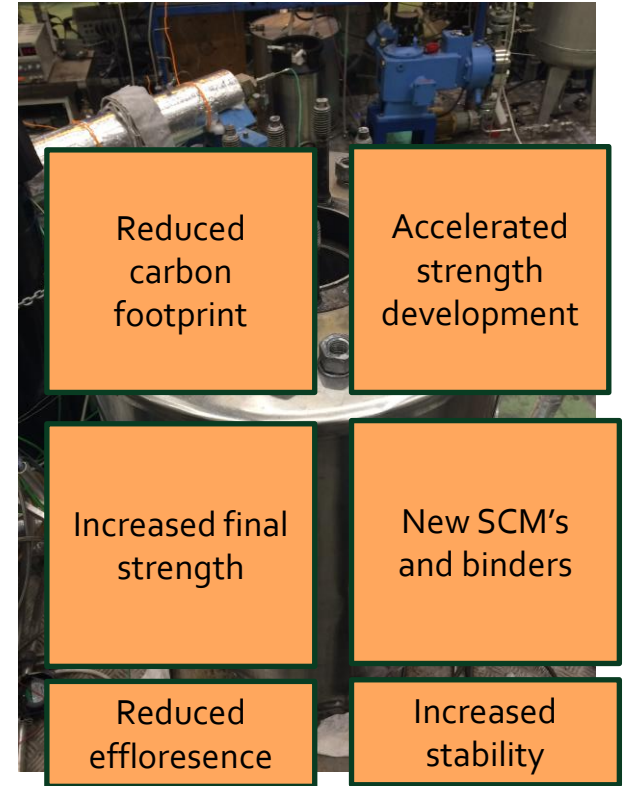 Reduced
carbon
footprint
Accelerated
strength
development
Increased final
strength
New SCM's
and binders
Reduced
effloresence
Increased
stability